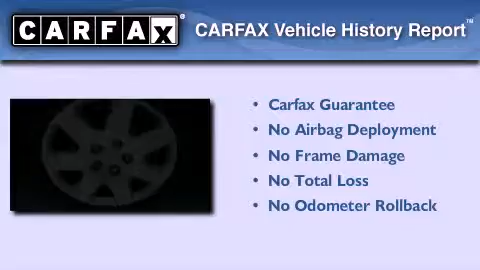 CARFAX®
CARFAX Vehicle History Report™
• Carfax Guarantee
• No Airbag Deployment
• No Frame Damage
• No Total Loss
• No Odometer Rollback